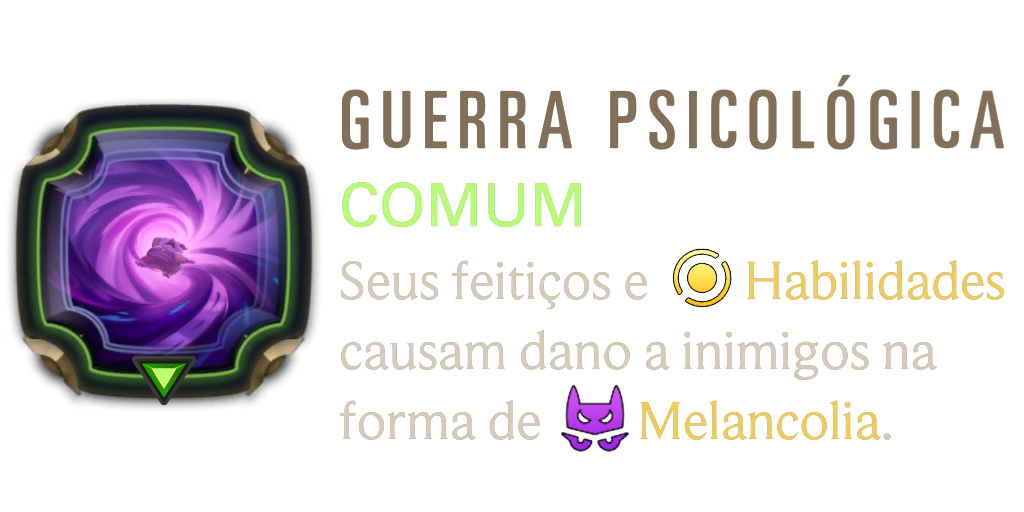 GUERRA PSICOLÓGICA
COMUM
Seus feitiços e Habilidades
causam dano a inimigos na
forma de Melancolia.